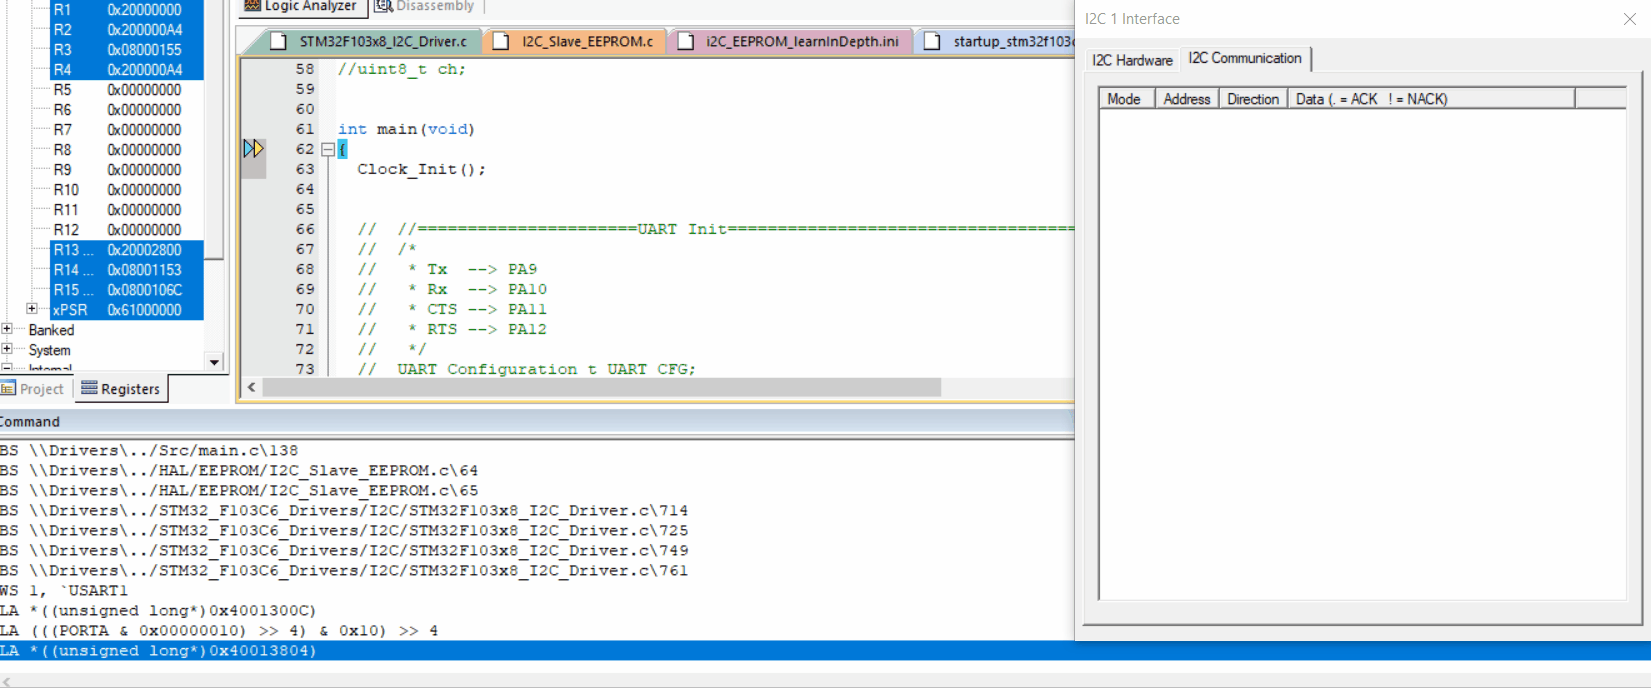 R1 0x20000000
R2 0x200000A4
R3 0x08000155
R4 0x200000A4
R5 0x00000000
R6 0x00000000
R7 0x00000000
R8 0x00000000
R9 0x00000000
R10 0x00000000
R11 0x00000000
R12 0x00000000
R13 ... 0x20002800
R14 ... 0x08001153
R15 ... 0x0800106C
xPSR 0x61000000
Banked
System
Internal
Project Registers
Logic Analyzer Disassembly
STM32F103x8_I2C_Driver.c I2C_Slave_EEPROM.c i2C_EEPROM_learnInDepth.ini startup_stm32f103c
58 //uint8_t ch;
59
60
61 int main(void)
62 {
63 Clock_Init();
64
65
66 // //======================UART Init===================================
67 // /*
68 // * Tx --> PA9
69 // * Rx --> PA10
70 // * CTS --> PA11
71 // * RTS --> PA12
72 // */
73 // UART_Configuration_t UART_CFG;
I2C 1 Interface
I2C Hardware I2C Communication
Mode Address Direction Data (. = ACK ! = NACK)
Command
BS \\Drivers\../Src/main.c\138
BS \\Drivers\../HAL/EEPROM/I2C_Slave_EEPROM.c\64
BS \\Drivers\../HAL/EEPROM/I2C_Slave_EEPROM.c\65
BS \\Drivers\../STM32_F103C6_Drivers/I2C/STM32F103x8_I2C_Driver.c\714
BS \\Drivers\../STM32_F103C6_Drivers/I2C/STM32F103x8_I2C_Driver.c\725
BS \\Drivers\../STM32_F103C6_Drivers/I2C/STM32F103x8_I2C_Driver.c\749
BS \\Drivers\../STM32_F103C6_Drivers/I2C/STM32F103x8_I2C_Driver.c\761
WS 1, `USART1
LA *((unsigned long*)0x4001300C)
LA (((PORTA & 0x00000010) >> 4) & 0x10) >> 4
LA *((unsigned long*)0x40013804)